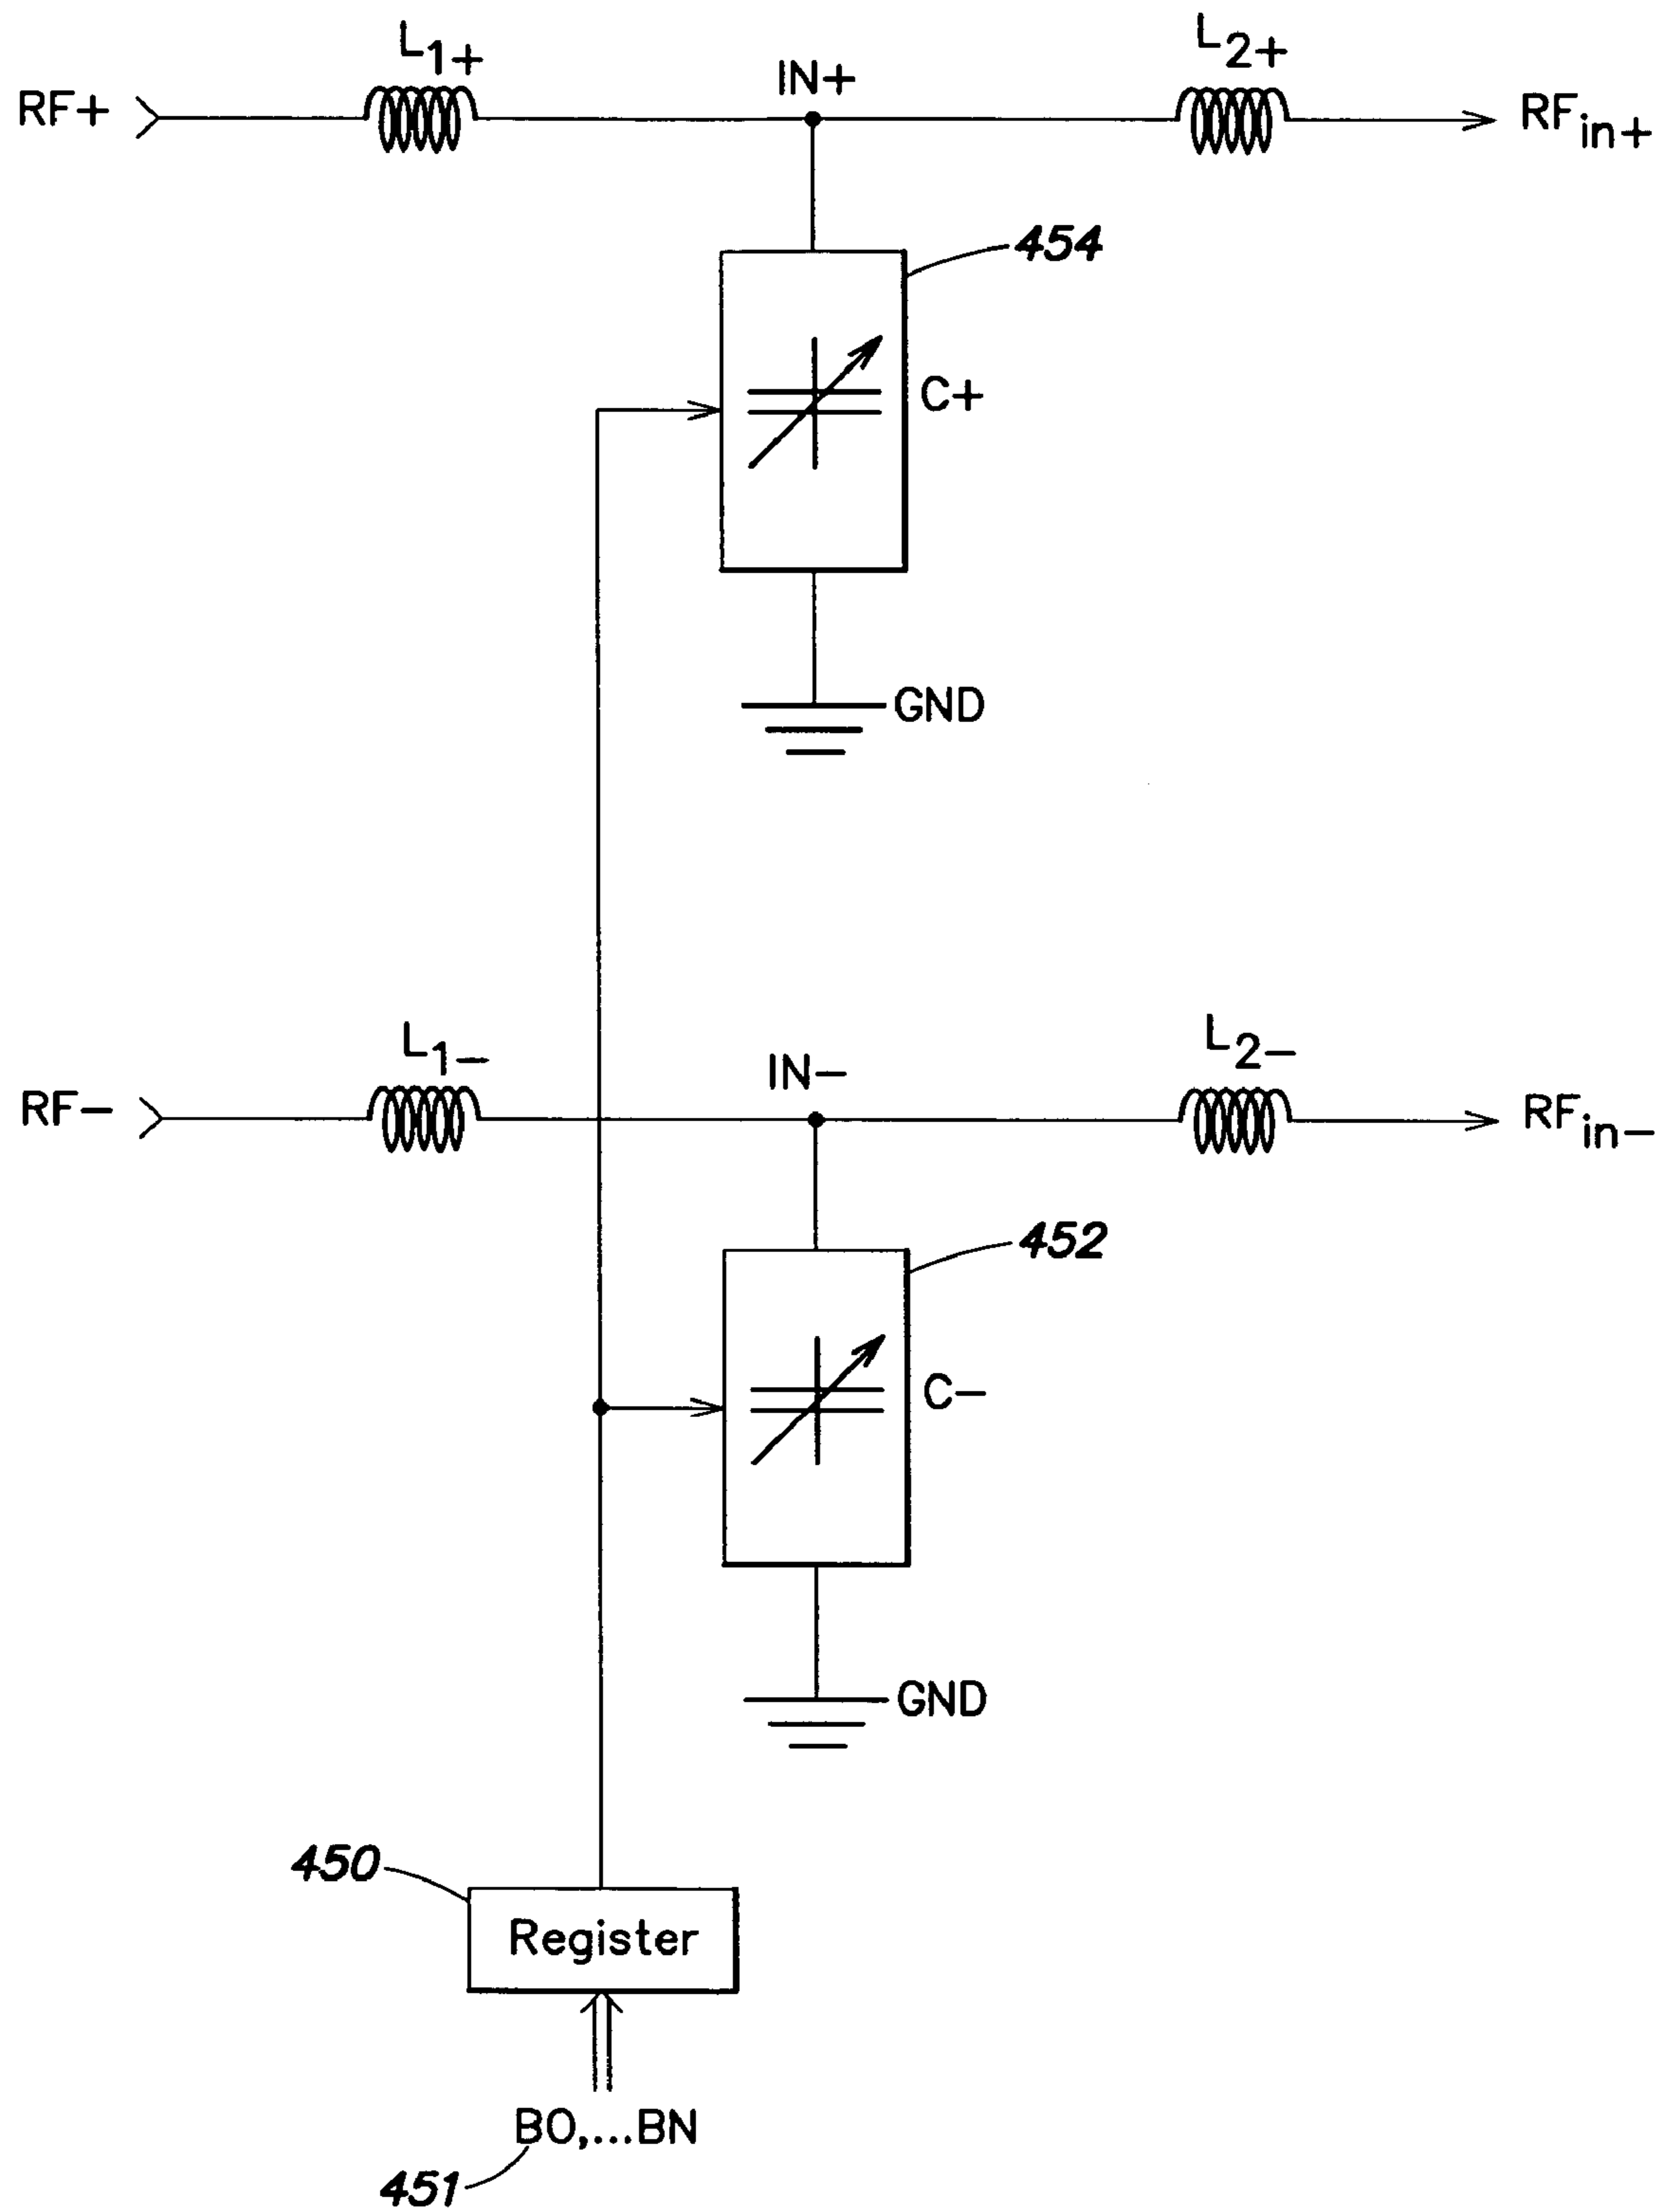 L1+
L2+
RF+
IN+
RFin+
454
C+
GND
L1−
L2−
RF−
IN−
RFin−
452
C−
GND
450
Register
BO,...BN
451